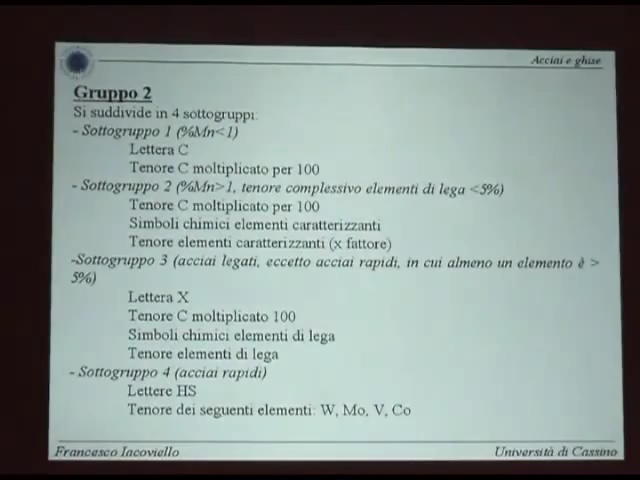 Acciai e ghise
Gruppo 2
Si suddivide in 4 sottogruppi:
- Sottogruppo 1 (%Mn<1)
Lettera C
Tenore C moltiplicato per 100
- Sottogruppo 2 (%Mn>1, tenore complessivo elementi di lega <5%)
Tenore C moltiplicato per 100
Simboli chimici elementi caratterizzanti
Tenore elementi caratterizzanti (x fattore)
-Sottogruppo 3 (acciai legati, eccetto acciai rapidi, in cui almeno un elemento è >
5%)
Lettera X
Tenore C moltiplicato 100
Simboli chimici elementi di lega
Tenore elementi di lega
- Sottogruppo 4 (acciai rapidi)
Lettere HS
Tenore dei seguenti elementi: W, Mo, V, Co
Francesco Iacoviello
Università di Cassino